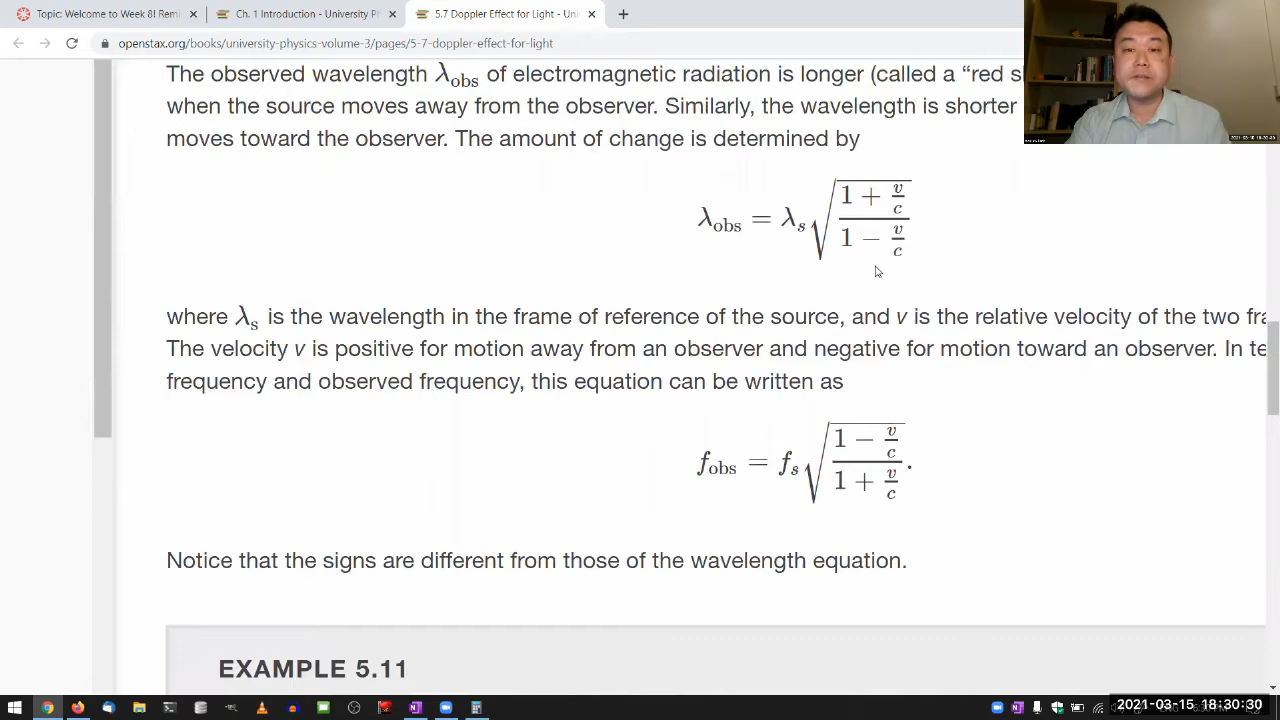 Topic: Welcome to Week 8! Rem
Ch. 1 Introduction - University Ph
5.7 Doppler Effect for Light - Uni
openstax.org/books/university-physics-volume-3/pages/5-7-doppler-effect-for-light
2021-03-15 18:30:30
The observed wavelength λobs of electromagnetic radiation is longer (called a “red s
when the source moves away from the observer. Similarly, the wavelength is shorter
moves toward the observer. The amount of change is determined by
λobs = λs √((1 + v/c)/(1 − v/c))
where λs is the wavelength in the frame of reference of the source, and v is the relative velocity of the two fra
The velocity v is positive for motion away from an observer and negative for motion toward an observer. In te
frequency and observed frequency, this equation can be written as
fobs = fs √((1 − v/c)/(1 + v/c)).
Notice that the signs are different from those of the wavelength equation.
EXAMPLE 5.11
2021-03-15 18:30:30